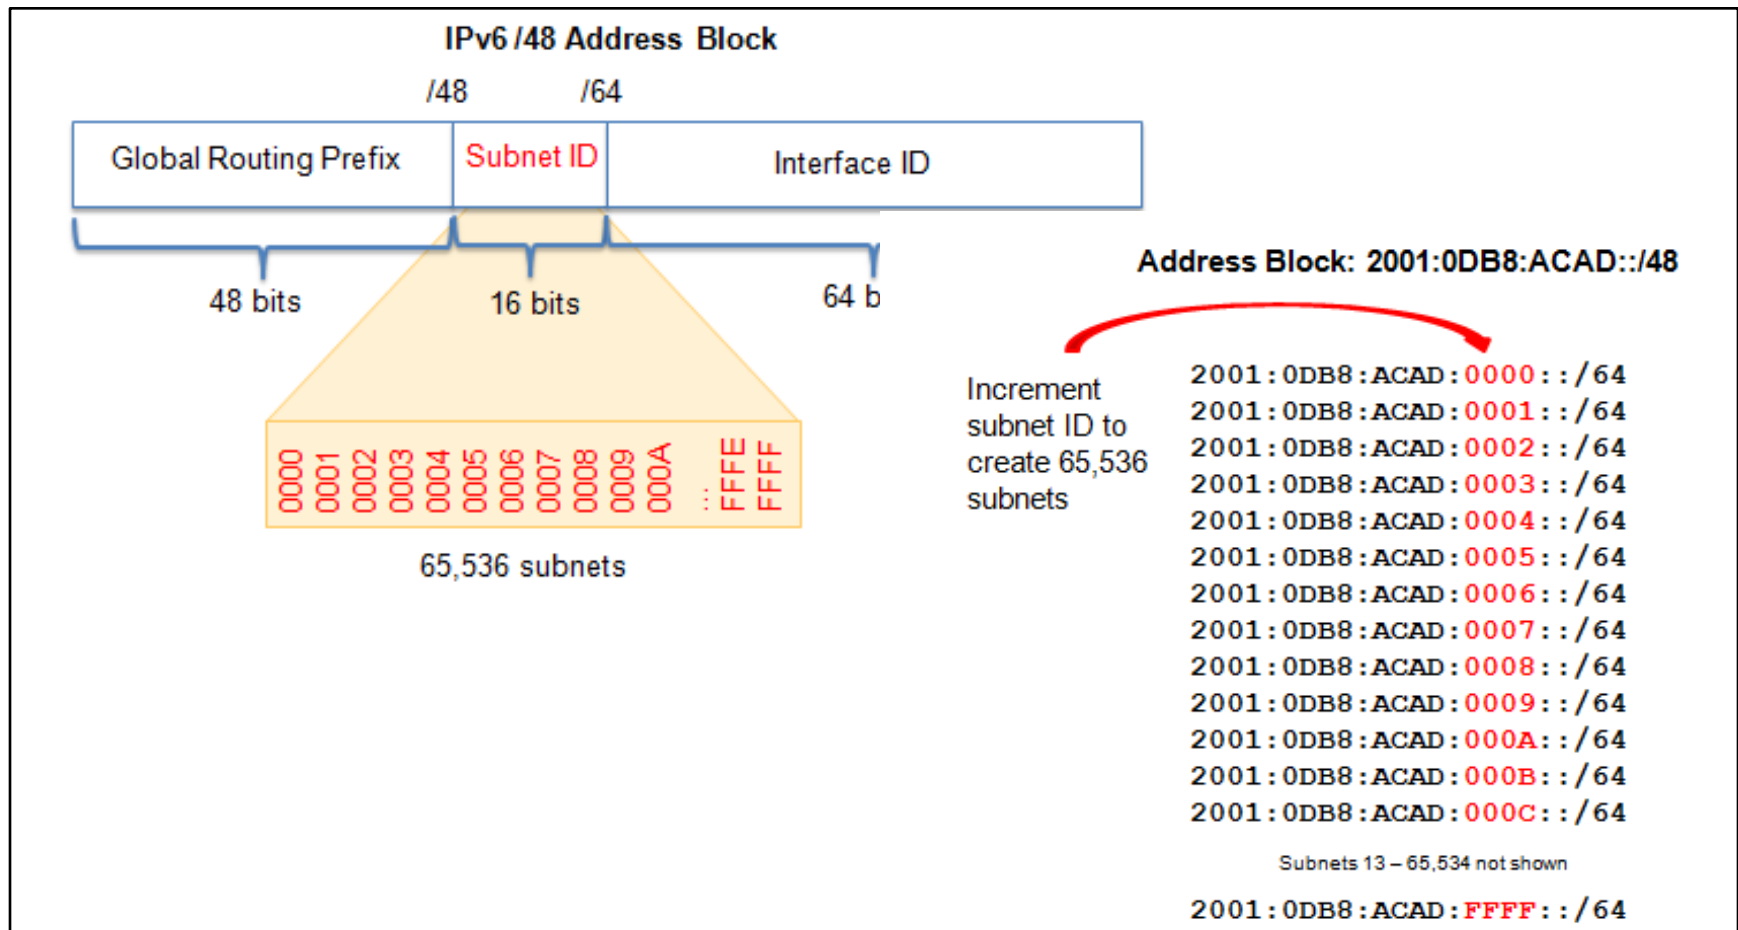 IPv6 /48 Address Block
/48 /64
Global Routing Prefix Subnet ID Interface ID
48 bits 16 bits 64 b
0000
0001
0002
0003
0004
0005
0006
0007
0008
0009
000A
...
FFFE
FFFF
65,536 subnets
Address Block: 2001:0DB8:ACAD::/48
Increment
subnet ID to
create 65,536
subnets
2001:0DB8:ACAD:0000::/64
2001:0DB8:ACAD:0001::/64
2001:0DB8:ACAD:0002::/64
2001:0DB8:ACAD:0003::/64
2001:0DB8:ACAD:0004::/64
2001:0DB8:ACAD:0005::/64
2001:0DB8:ACAD:0006::/64
2001:0DB8:ACAD:0007::/64
2001:0DB8:ACAD:0008::/64
2001:0DB8:ACAD:0009::/64
2001:0DB8:ACAD:000A::/64
2001:0DB8:ACAD:000B::/64
2001:0DB8:ACAD:000C::/64
Subnets 13 – 65,534 not shown
2001:0DB8:ACAD:FFFF::/64